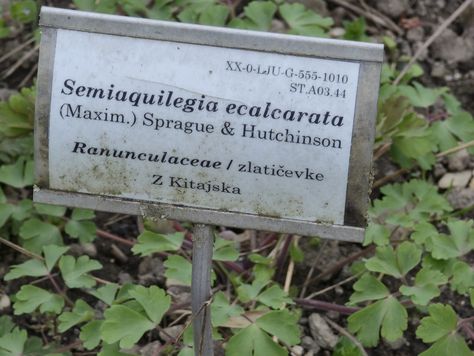 XX-0-LJU-G-555-1010
ST.A03.44
Semiaquilegia ecalcarata
(Maxim.) Sprague & Hutchinson
Ranunculaceae / zlatičevke
Z Kitajska